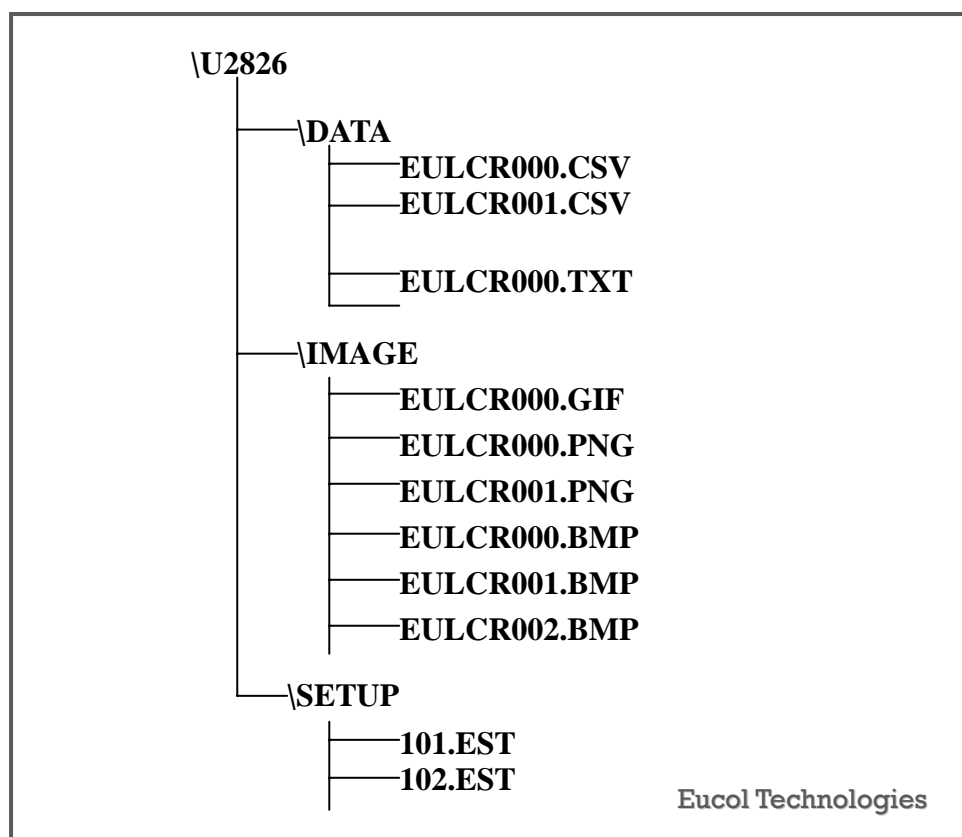 \U2826
\DATA
EULCR000.CSV
EULCR001.CSV
EULCR000.TXT
\IMAGE
EULCR000.GIF
EULCR000.PNG
EULCR001.PNG
EULCR000.BMP
EULCR001.BMP
EULCR002.BMP
\SETUP
101.EST
102.EST
Eucol Technologies